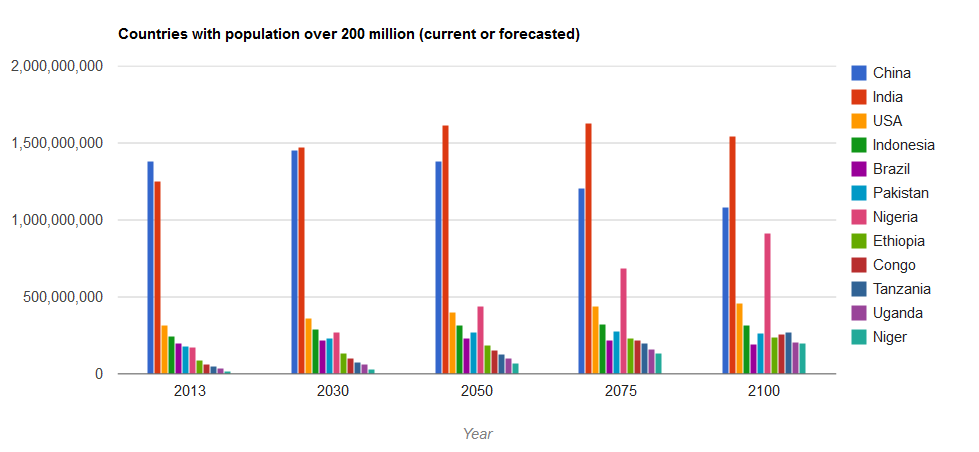 Countries with population over 200 million (current or forecasted)
2,000,000,000
1,500,000,000
1,000,000,000
500,000,000
0
2013
2030
2050
2075
2100
Year
China
India
USA
Indonesia
Brazil
Pakistan
Nigeria
Ethiopia
Congo
Tanzania
Uganda
Niger